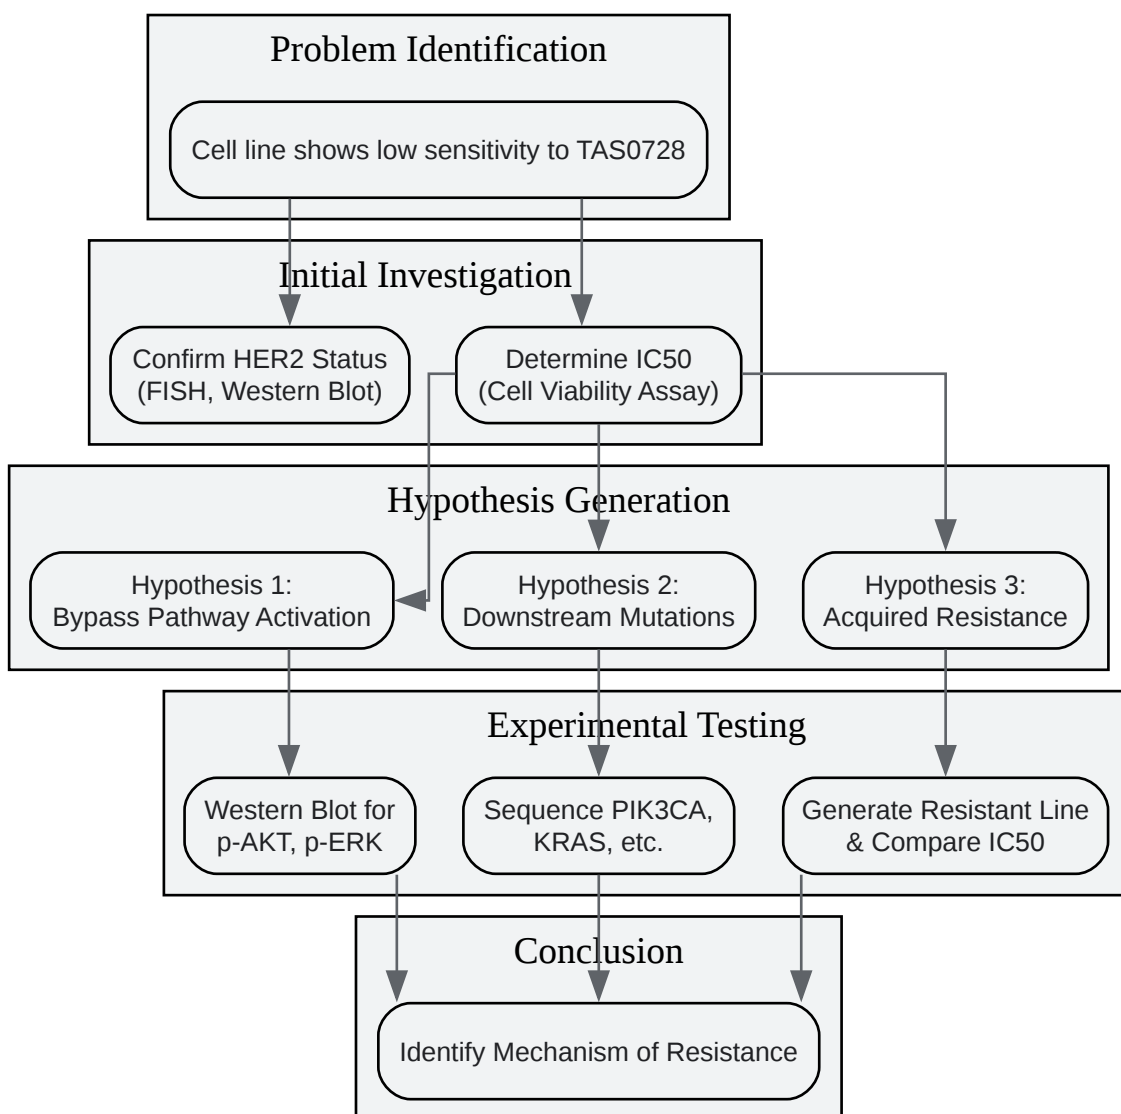 Problem Identification
Cell line shows low sensitivity to TAS0728
Initial Investigation
Confirm HER2 Status
(FISH, Western Blot)
Determine IC50
(Cell Viability Assay)
Hypothesis Generation
Hypothesis 1:
Bypass Pathway Activation
Hypothesis 2:
Downstream Mutations
Hypothesis 3:
Acquired Resistance
Experimental Testing
Western Blot for
p-AKT, p-ERK
Sequence PIK3CA,
KRAS, etc.
Generate Resistant Line
& Compare IC50
Conclusion
Identify Mechanism of Resistance